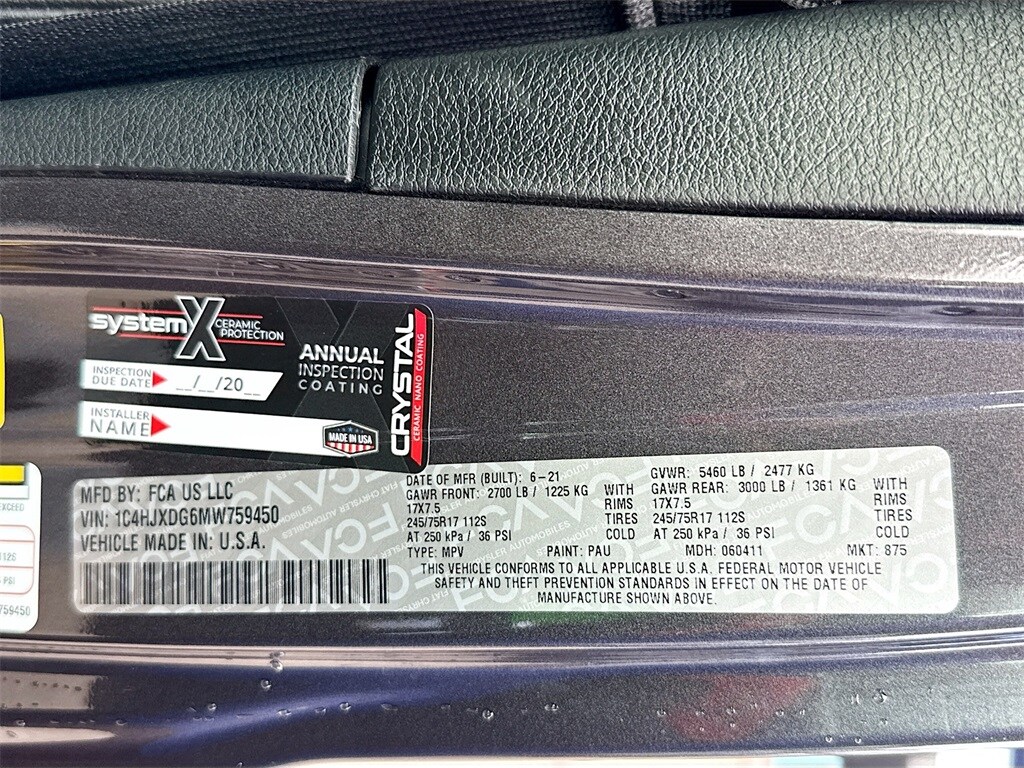 systemX CERAMIC PROTECTION
INSPECTION DUE DATE __/__/20__
ANNUAL
INSPECTION
COATING
INSTALLER NAME
MADE IN USA
CRYSTAL
CERAMIC NANO COATING
MFD BY: FCA US LLC
VIN: 1C4HJXDG6MW759450
VEHICLE MADE IN: U.S.A.
DATE OF MFR (BUILT): 6-21 GVWR: 5460 LB / 2477 KG
GAWR FRONT: 2700 LB / 1225 KG WITH GAWR REAR: 3000 LB / 1361 KG WITH
17X7.5 RIMS 17X7.5 RIMS
245/75R17 112S TIRES 245/75R17 112S TIRES
AT 250 kPa / 36 PSI COLD AT 250 kPa / 36 PSI COLD
TYPE: MPV PAINT: PAU MDH: 060411 MKT: 875
THIS VEHICLE CONFORMS TO ALL APPLICABLE U.S.A. FEDERAL MOTOR VEHICLE
SAFETY AND THEFT PREVENTION STANDARDS IN EFFECT ON THE DATE OF
MANUFACTURE SHOWN ABOVE.
EXCEED
112S
PSI
759450